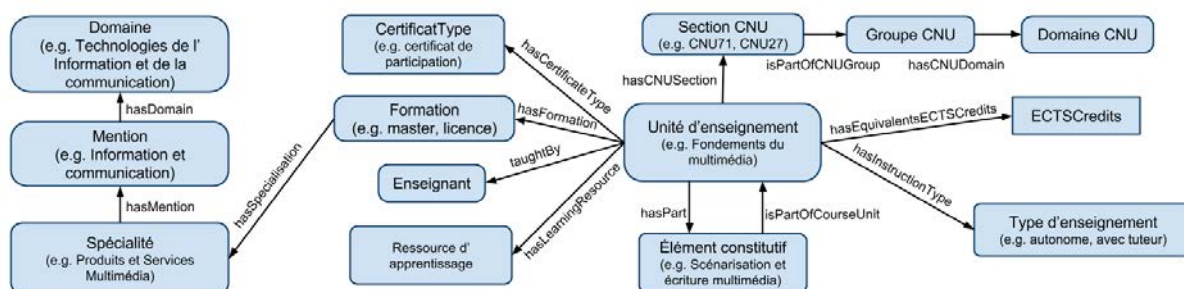 Domaine
(e.g. Technologies de l'
Information et de la
communication)
hasDomain
Mention
(e.g. Information et
communication)
hasMention
Spécialité
(e.g. Produits et Services
Multimédia)
hasSpecialisation
CertificatType
(e.g. certificat de
participation)
hasCertificateType
Formation
(e.g. master, licence)
hasFormation
Enseignant
taughtBy
Ressource d'
apprentissage
hasLearningResource
Section CNU
(e.g. CNU71, CNU27)
isPartOfCNUGroup
Groupe CNU
hasCNUDomain
Domaine CNU
hasCNUSection
Unité d'enseignement
(e.g. Fondements du
multimédia)
hasEquivalentsECTSCredits
ECTSCredits
hasInstructionType
Type d'enseignement
(e.g. autonome, avec tuteur)
hasPart
isPartOfCourseUnit
Élément constitutif
(e.g. Scénarisation et
écriture multimédia)